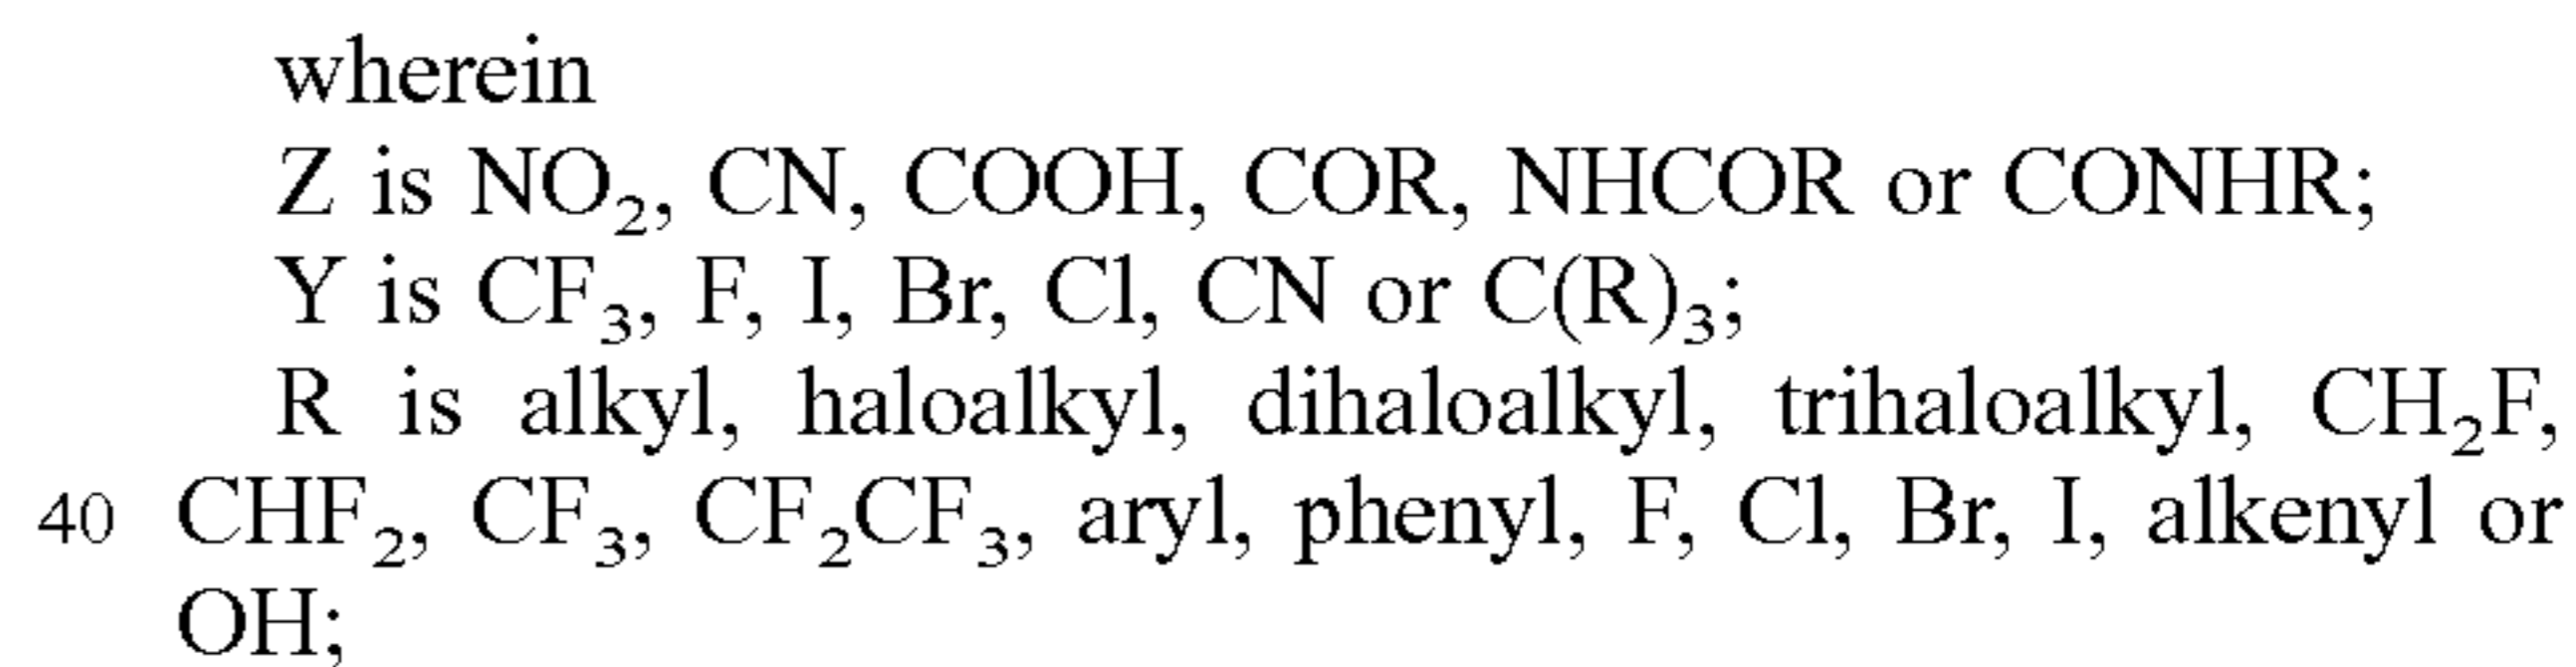 wherein
Z is NO₂, CN, COOH, COR, NHCOR or CONHR;
Y is CF₃, F, I, Br, Cl, CN or C(R)₃;
R is alkyl, haloalkyl, dihaloalkyl, trihaloalkyl, CH₂F,
40 CHF₂, CF₃, CF₂CF₃, aryl, phenyl, F, Cl, Br, I, alkenyl or
OH;